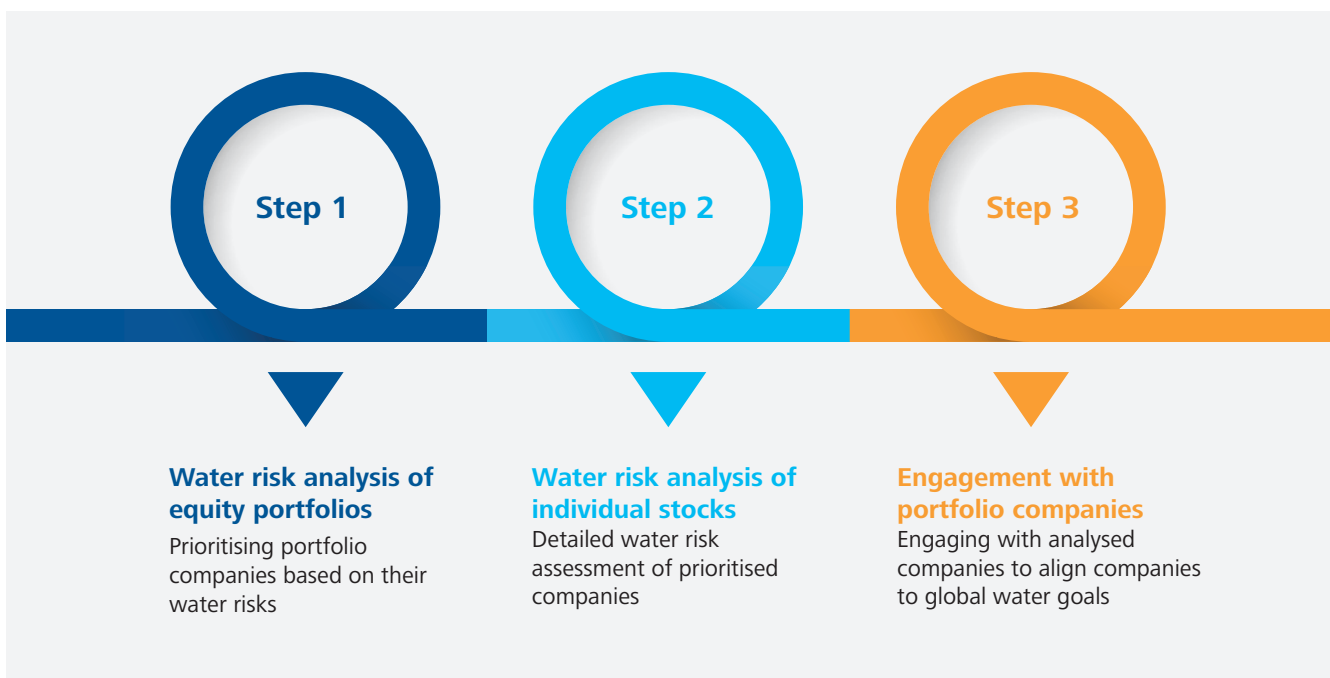 Step 1
Step 2
Step 3
Water risk analysis of
equity portfolios
Prioritising portfolio
companies based on their
water risks
Water risk analysis of
individual stocks
Detailed water risk
assessment of prioritised
companies
Engagement with
portfolio companies
Engaging with analysed
companies to align companies
to global water goals